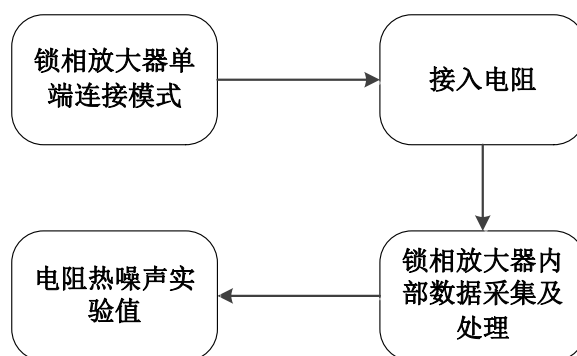 锁相放大器单
端连接模式
接入电阻
锁相放大器内
部数据采集及
处理
电阻热噪声实
验值